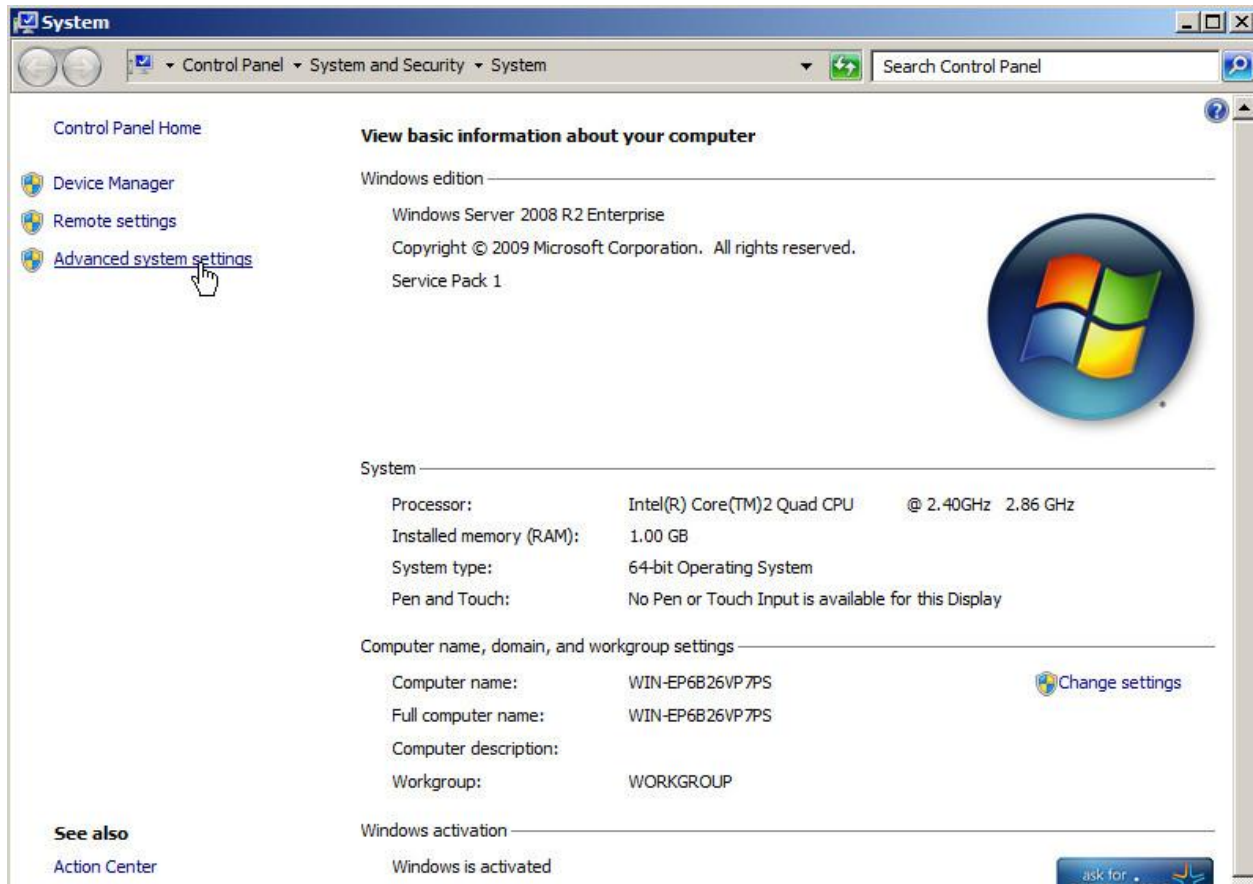 System
Control Panel System and Security System
Search Control Panel
Control Panel Home
Device Manager
Remote settings
Advanced system settings
See also
Action Center
View basic information about your computer
Windows edition
Windows Server 2008 R2 Enterprise
Copyright © 2009 Microsoft Corporation. All rights reserved.
Service Pack 1
System
Processor: Intel(R) Core(TM)2 Quad CPU @ 2.40GHz 2.86 GHz
Installed memory (RAM): 1.00 GB
System type: 64-bit Operating System
Pen and Touch: No Pen or Touch Input is available for this Display
Computer name, domain, and workgroup settings
Computer name: WIN-EP6B26VP7PS
Change settings
Full computer name: WIN-EP6B26VP7PS
Computer description:
Workgroup: WORKGROUP
Windows activation
Windows is activated
ask for